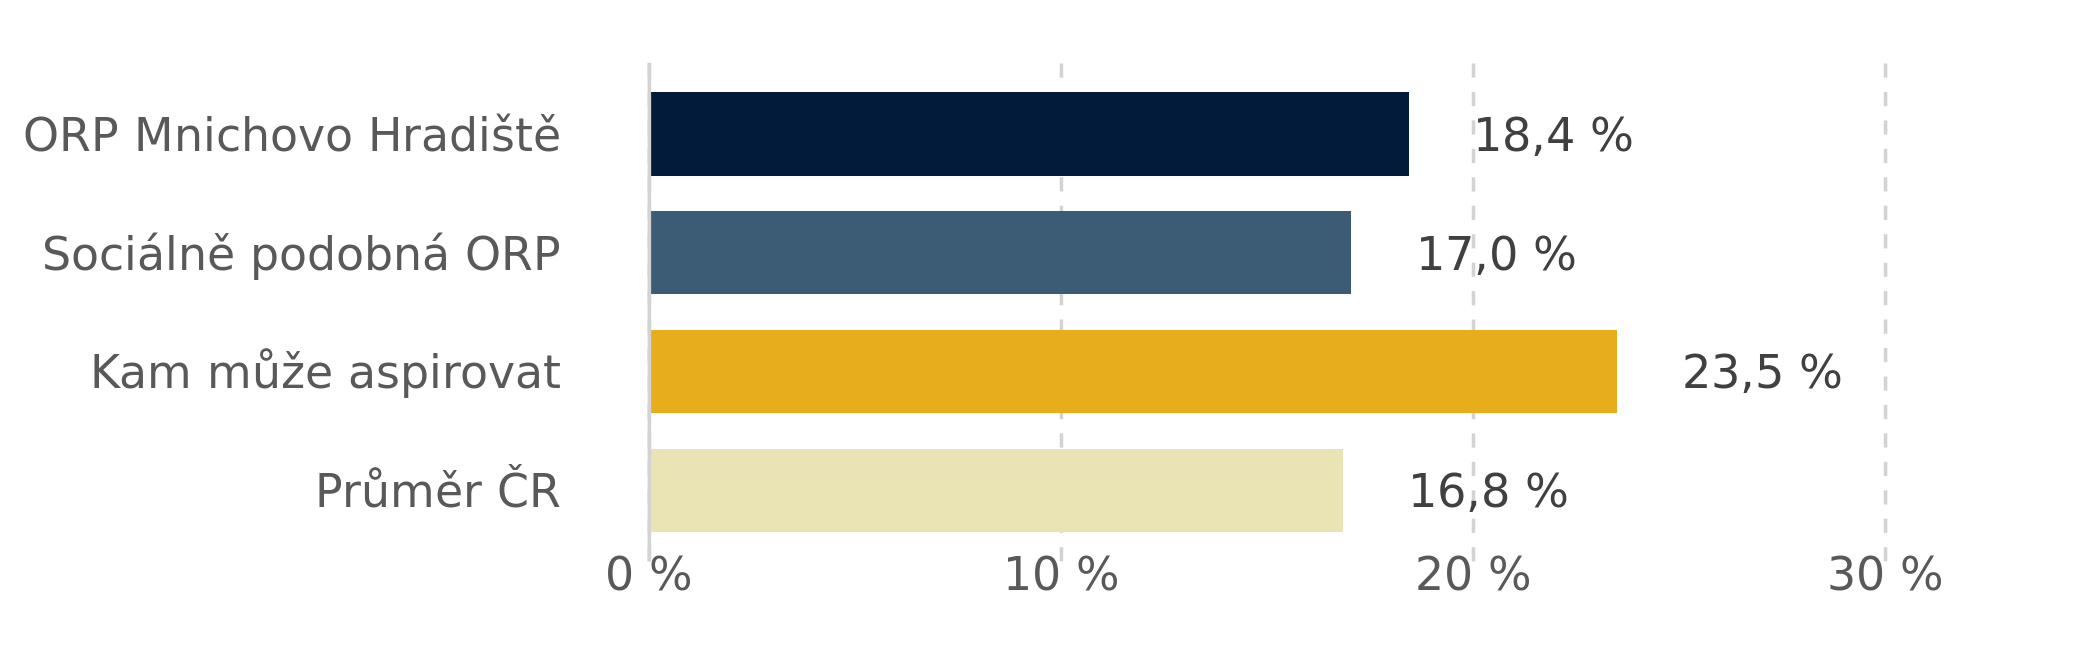 ORP Mnichovo Hradiště
18,4 %
Sociálně podobná ORP
17,0 %
Kam může aspirovat
23,5 %
Průměr ČR
16,8 %
0 %
10 %
20 %
30 %